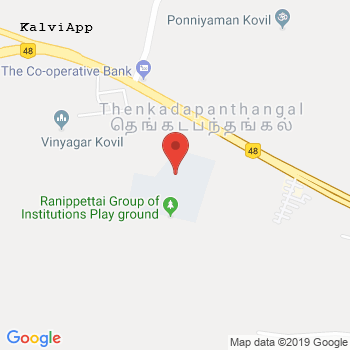 KalviApp
Ponniyaman Kovil
48
The Co-operative Bank
Thenkadapanthangal
தென்கடபந்தங்கல்
Vinyagar Kovil
48
Ranippettai Group of
Institutions Play ground
48
Google
Map data ©2019 Google